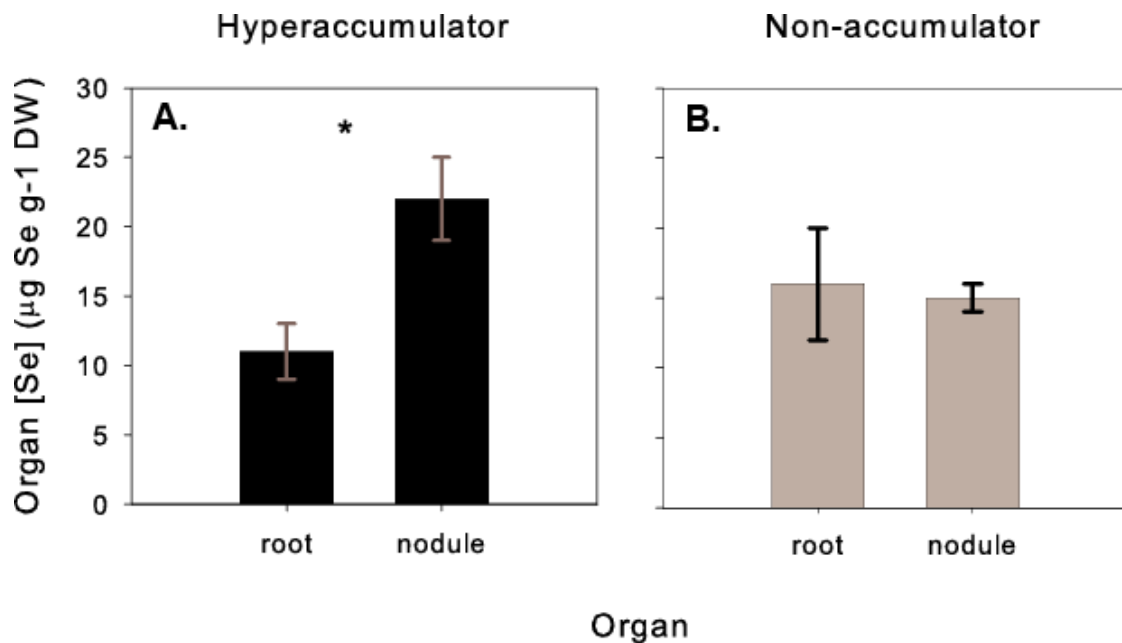 Hyperaccumulator
Non-accumulator
Organ [Se] (µg Se g-1 DW)
30
25
20
15
10
5
0
A.
*
B.
root
nodule
root
nodule
Organ